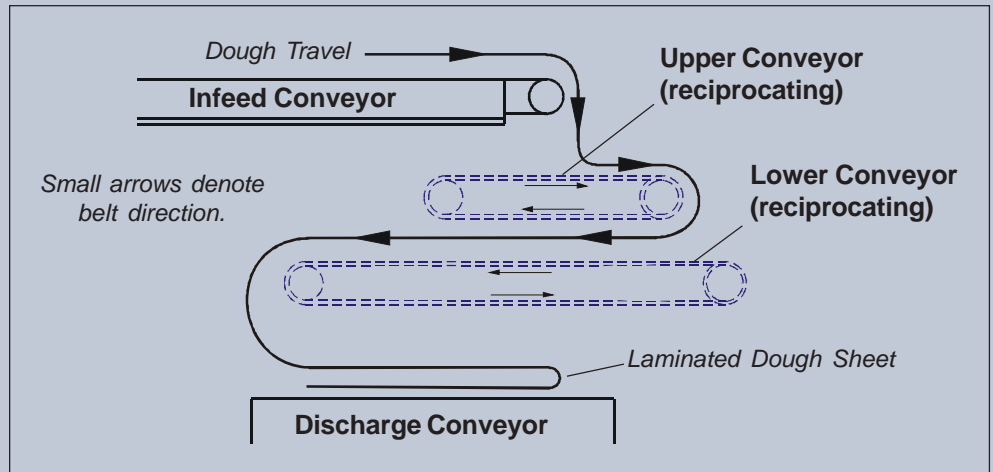 Dough Travel
Infeed Conveyor
Upper Conveyor
(reciprocating)
Small arrows denote
belt direction.
Lower Conveyor
(reciprocating)
Laminated Dough Sheet
Discharge Conveyor